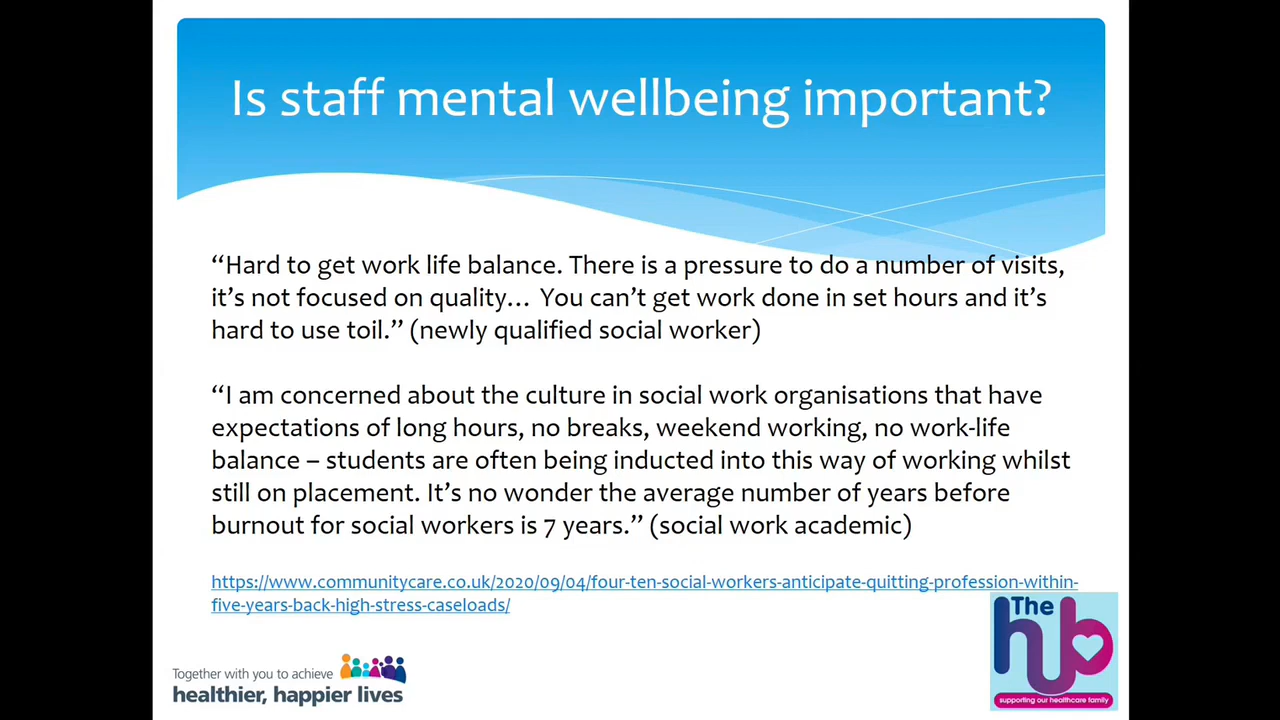 Is staff mental wellbeing important?
“Hard to get work life balance. There is a pressure to do a number of visits,
it’s not focused on quality… You can’t get work done in set hours and it’s
hard to use toil.” (newly qualified social worker)
“I am concerned about the culture in social work organisations that have
expectations of long hours, no breaks, weekend working, no work-life
balance – students are often being inducted into this way of working whilst
still on placement. It’s no wonder the average number of years before
burnout for social workers is 7 years.” (social work academic)
https://www.communitycare.co.uk/2020/09/04/four-ten-social-workers-anticipate-quitting-profession-within-
five-years-back-high-stress-caseloads/
The
hub
supporting our healthcare family
Together with you to achieve
healthier, happier lives